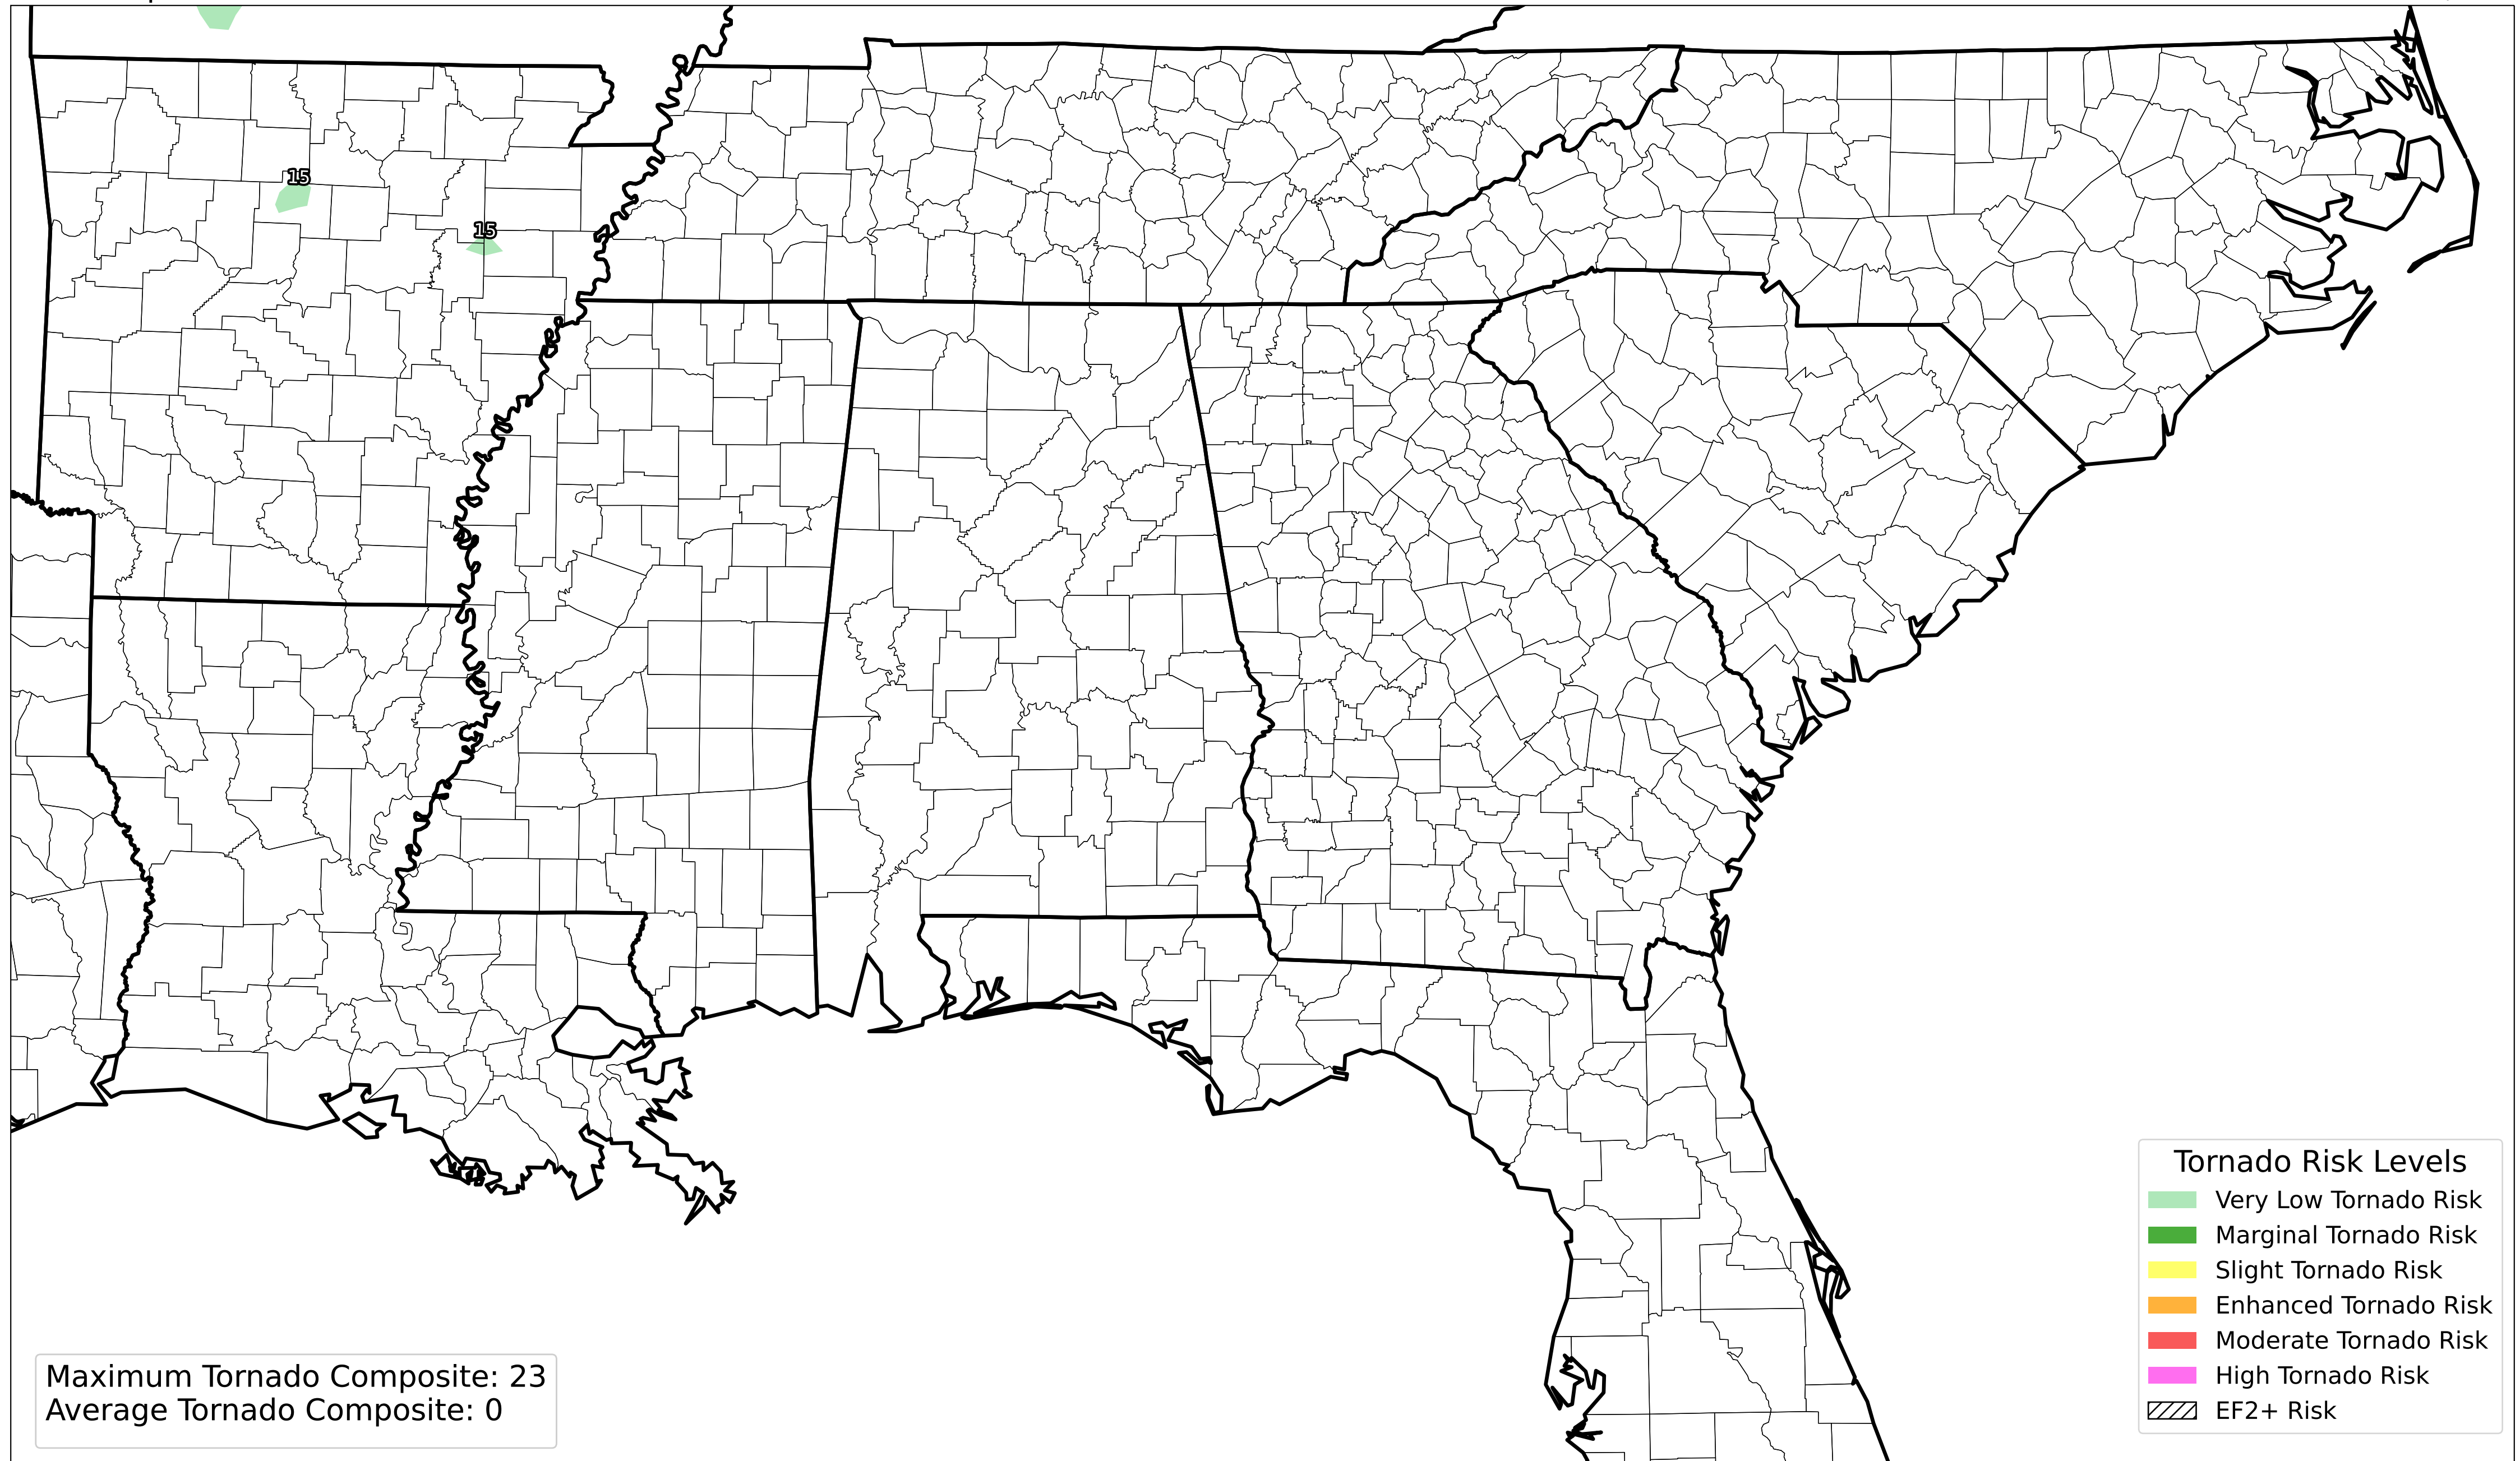 15
15
Tornado Risk Levels
Very Low Tornado Risk
Marginal Tornado Risk
Slight Tornado Risk
Enhanced Tornado Risk
Moderate Tornado Risk
High Tornado Risk
EF2+ Risk
Maximum Tornado Composite: 23
Average Tornado Composite: 0